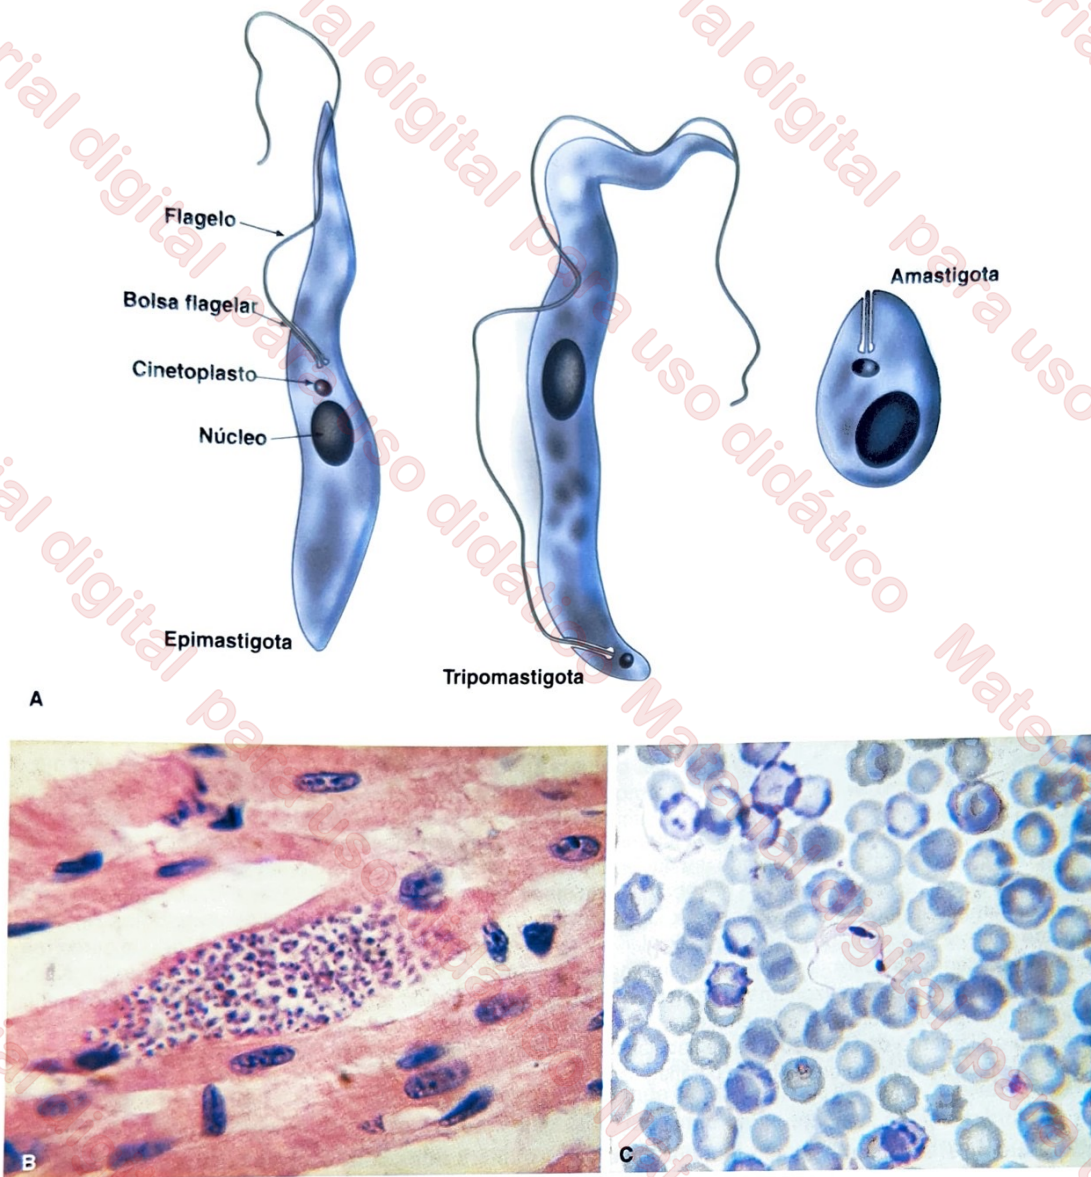 Flagelo
Bolsa flagelar
Cinetoplasto
Núcleo
Epimastigota
Tripomastigota
Amastigota
A
B
C
Material digital para uso didático